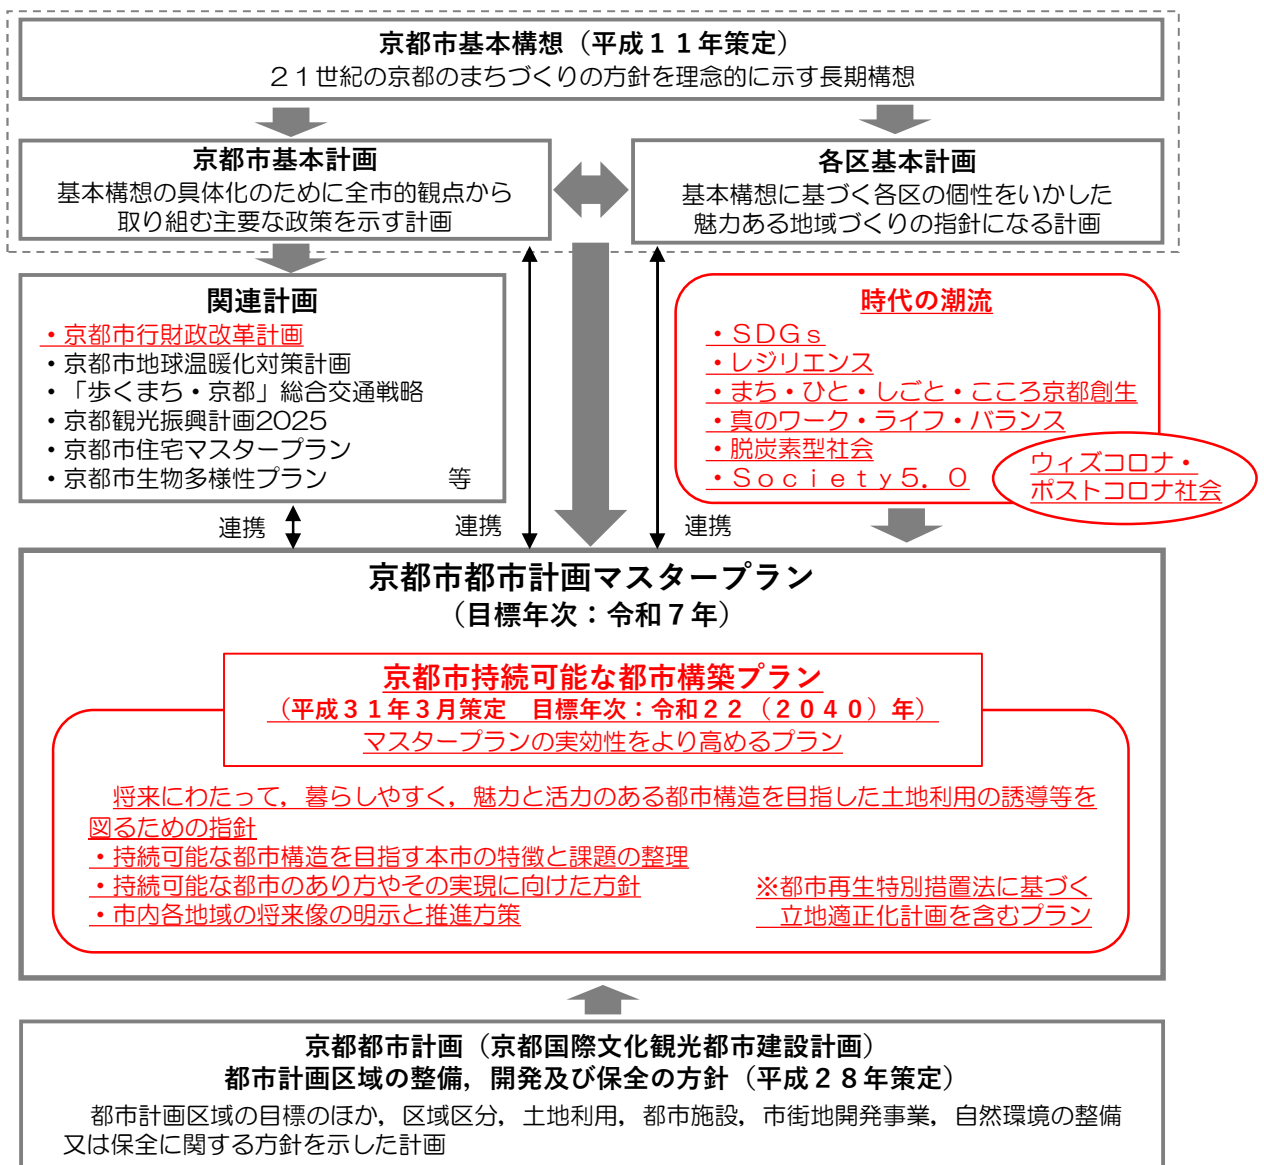 京都市基本構想（平成１１年策定）
２１世紀の京都のまちづくりの方針を理念的に示す長期構想
京都市基本計画
基本構想の具体化のために全市的観点から
取り組む主要な政策を示す計画
各区基本計画
基本構想に基づく各区の個性をいかした
魅力ある地域づくりの指針になる計画
関連計画
・京都市行財政改革計画
・京都市地球温暖化対策計画
・「歩くまち・京都」総合交通戦略
・京都観光振興計画2025
・京都市住宅マスタープラン
・京都市生物多様性プラン　　　　　等
時代の潮流
・ＳＤＧｓ
・レジリエンス
・まち・ひと・しごと・こころ京都創生
・真のワーク・ライフ・バランス
・脱炭素型社会
・Ｓｏｃｉｅｔｙ５．０
ウィズコロナ・
ポストコロナ社会
連携
連携
連携
京都市都市計画マスタープラン
（目標年次：令和７年）
京都市持続可能な都市構築プラン
（平成３１年３月策定　目標年次：令和２２（２０４０）年）
マスタープランの実効性をより高めるプラン
将来にわたって，暮らしやすく，魅力と活力のある都市構造を目指した土地利用の誘導等を
図るための指針
・持続可能な都市構造を目指す本市の特徴と課題の整理
・持続可能な都市のあり方やその実現に向けた方針
・市内各地域の将来像の明示と推進方策
※都市再生特別措置法に基づく
立地適正化計画を含むプラン
京都都市計画（京都国際文化観光都市建設計画）
都市計画区域の整備，開発及び保全の方針（平成２８年策定）
都市計画区域の目標のほか，区域区分，土地利用，都市施設，市街地開発事業，自然環境の整備
又は保全に関する方針を示した計画